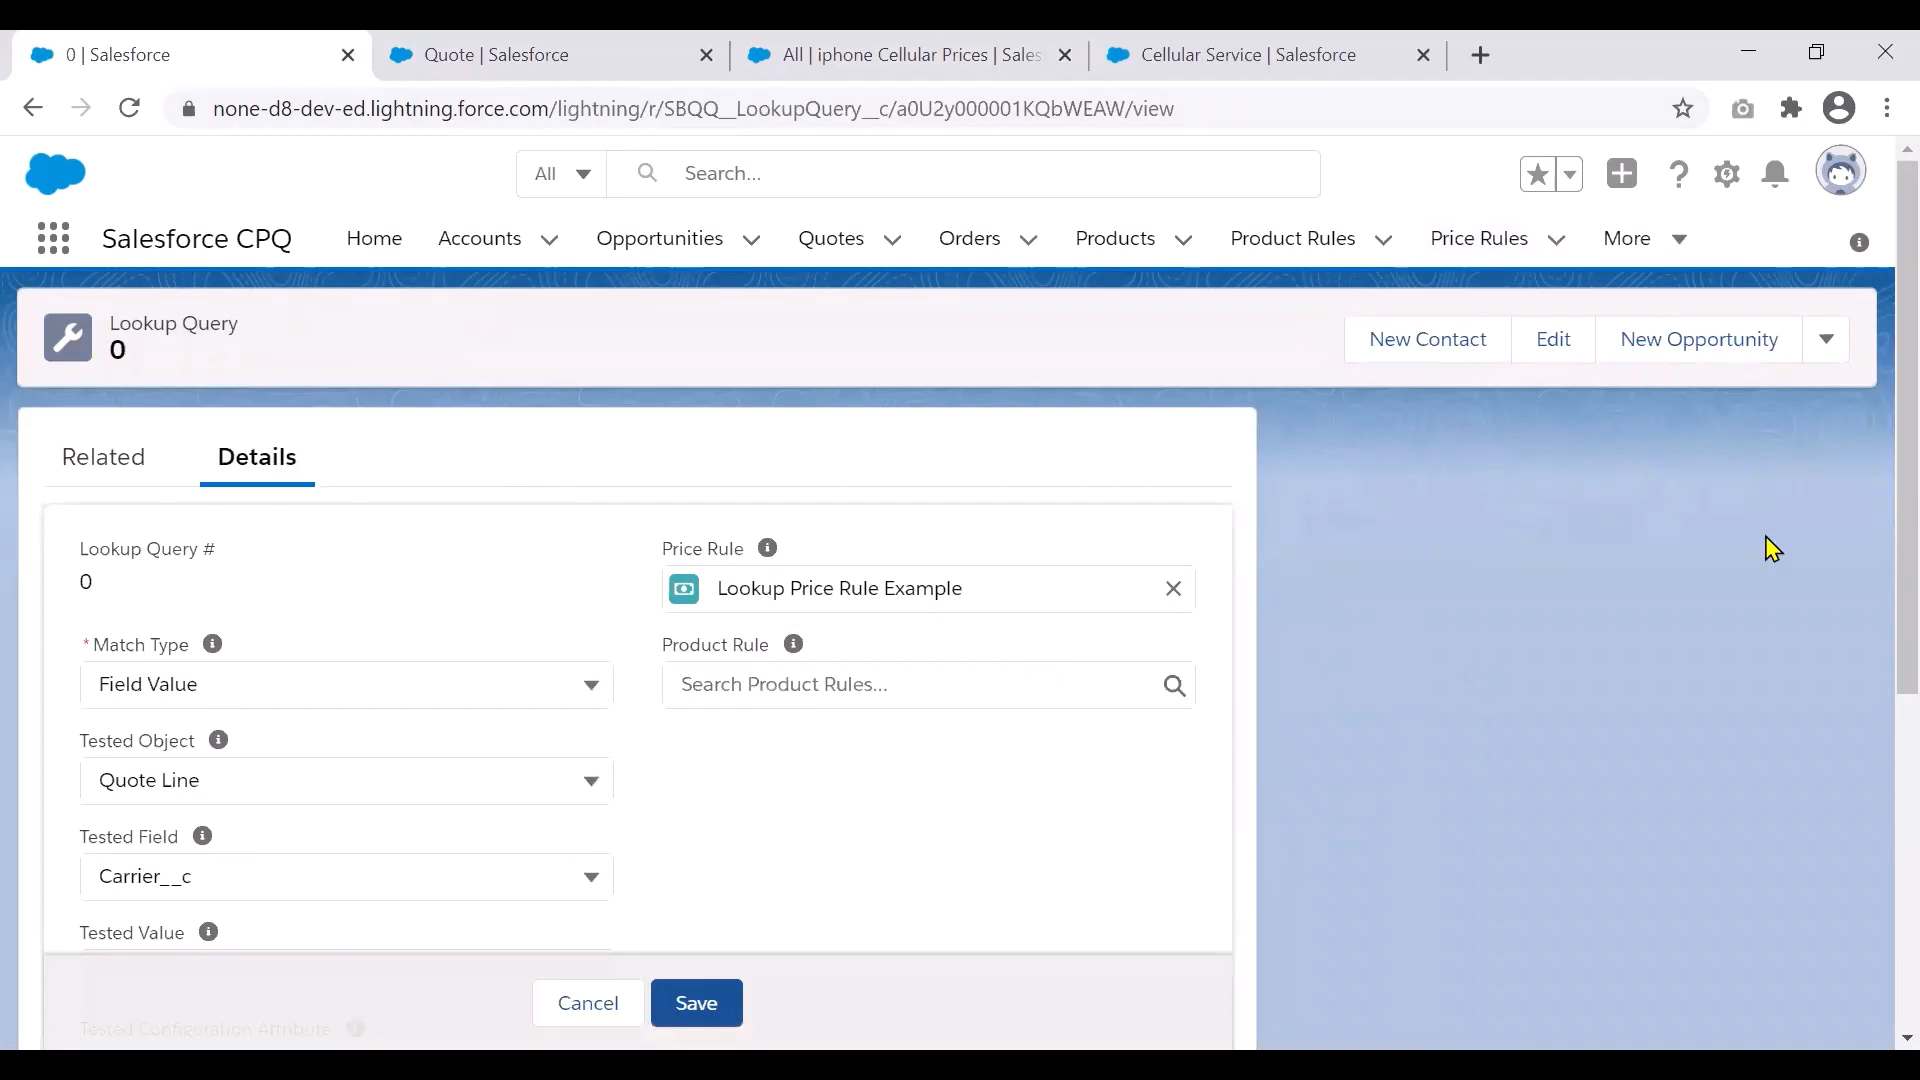 0 | Salesforce
Quote | Salesforce
All | iphone Cellular Prices | Sales
Cellular Service | Salesforce
none-d8-dev-ed.lightning.force.com/lightning/r/SBQQ__LookupQuery__c/a0U2y000001KQbWEAW/view
All
Search...
Salesforce CPQ
Home
Accounts
Opportunities
Quotes
Orders
Products
Product Rules
Price Rules
More
Lookup Query
0
New Contact
Edit
New Opportunity
Related
Details
Lookup Query #
0
Price Rule
Lookup Price Rule Example
* Match Type
Field Value
Product Rule
Search Product Rules...
Tested Object
Quote Line
Tested Field
Carrier__c
Tested Value
Cancel
Save
Tested Configuration Attribute